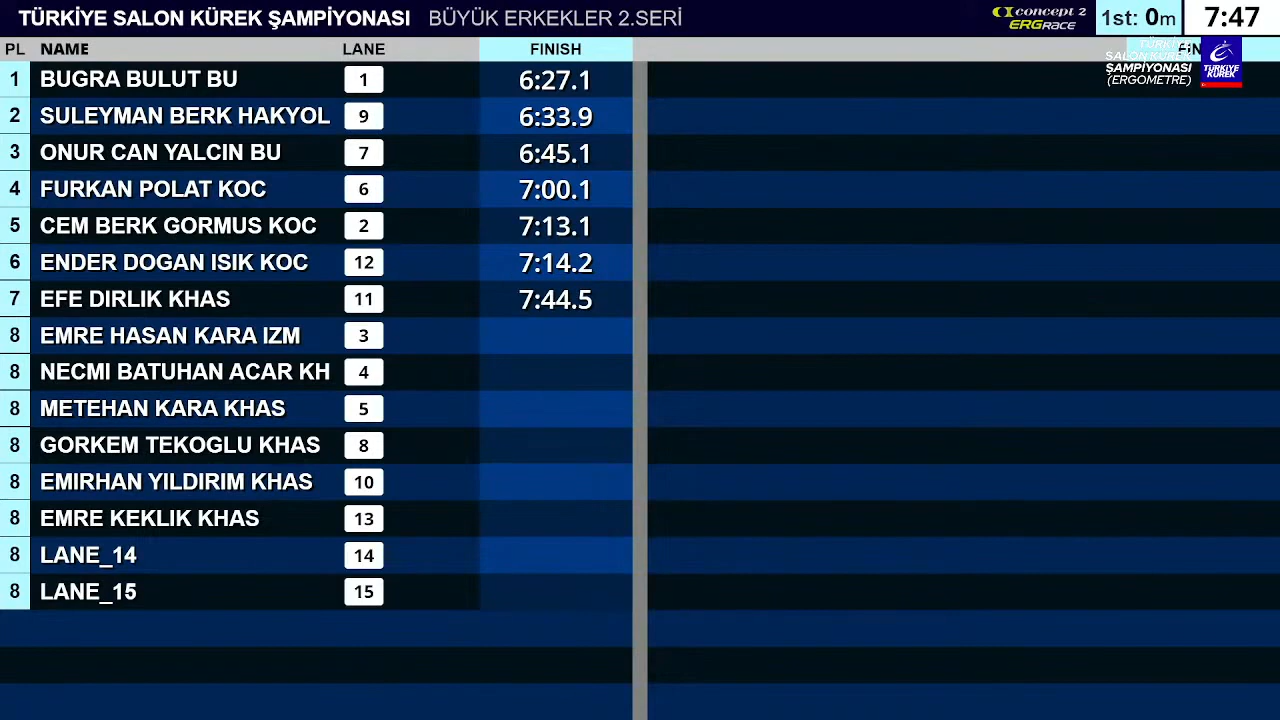 TÜRKİYE SALON KÜREK ŞAMPİYONASI BÜYÜK ERKEKLER 2.SERİ concept 2 ERGRACE 1st: 0m 7:47
PL NAME LANE FINISH
TÜRKİYE
SALON KÜREK
ŞAMPİYONASI
(ERGOMETRE)
TÜRKİYE
KÜREK
1 BUGRA BULUT BU 1 6:27.1
2 SULEYMAN BERK HAKYOL 9 6:33.9
3 ONUR CAN YALCIN BU 7 6:45.1
4 FURKAN POLAT KOC 6 7:00.1
5 CEM BERK GORMUS KOC 2 7:13.1
6 ENDER DOGAN ISIK KOC 12 7:14.2
7 EFE DIRLIK KHAS 11 7:44.5
8 EMRE HASAN KARA IZM 3
8 NECMI BATUHAN ACAR KH 4
8 METEHAN KARA KHAS 5
8 GORKEM TEKOGLU KHAS 8
8 EMIRHAN YILDIRIM KHAS 10
8 EMRE KEKLIK KHAS 13
8 LANE_14 14
8 LANE_15 15